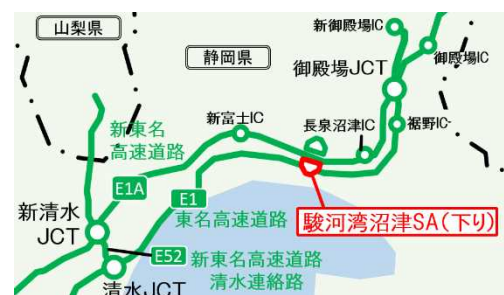 山梨県
静岡県
新御殿場IC
御殿場IC
御殿場JCT
新富士IC
長泉沼津IC
裾野IC
新東名
高速道路
E1A
E1
東名高速道路
駿河湾沼津SA(下り)
新清水
JCT
E52
新東名高速道路
清水連絡路
清水JCT